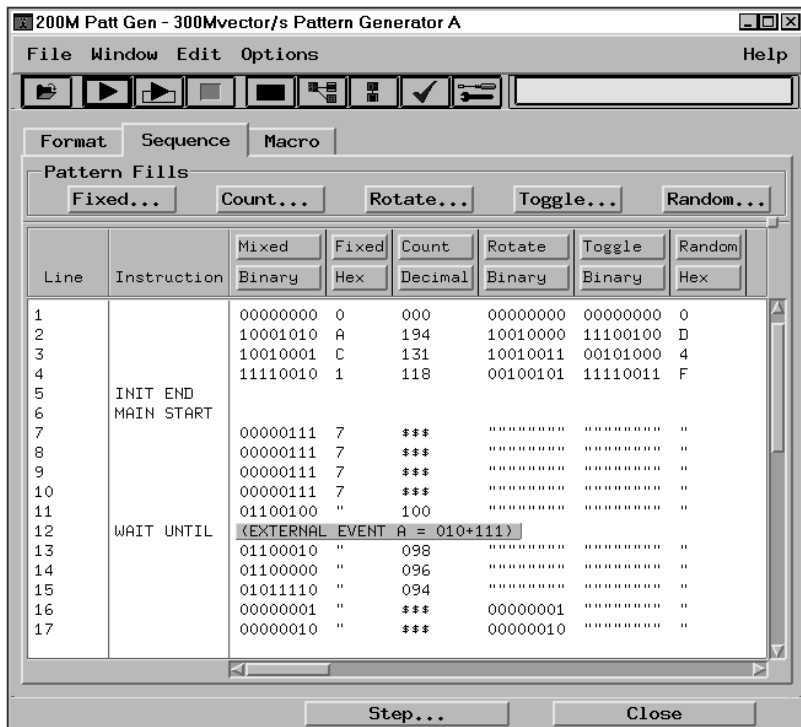 200M Patt Gen - 300Mvector/s Pattern Generator A
File Window Edit Options Help
Format Sequence Macro
Pattern Fills
Fixed... Count... Rotate... Toggle... Random...
Mixed Fixed Count Rotate Toggle Random
Line Instruction Binary Hex Decimal Binary Binary Hex
1 00000000 0 000 00000000 00000000 0
2 10001010 A 194 10010000 11100100 D
3 10010001 C 131 10010011 00101000 4
4 11110010 1 118 00100101 11110011 F
5 INIT END
6 MAIN START
7 00000111 7 $$$ """""""" """""""" "
8 00000111 7 $$$ """""""" """""""" "
9 00000111 7 $$$ """""""" """""""" "
10 00000111 7 $$$ """""""" """""""" "
11 01100100 " 100 """""""" """""""" "
12 WAIT UNTIL (EXTERNAL EVENT A = 010+111)
13 01100010 " 098 """""""" """""""" "
14 01100000 " 096 """""""" """""""" "
15 01011110 " 094 """""""" """""""" "
16 00000001 " $$$ 00000001 """""""" "
17 00000010 " $$$ 00000010 """""""" "
Step... Close